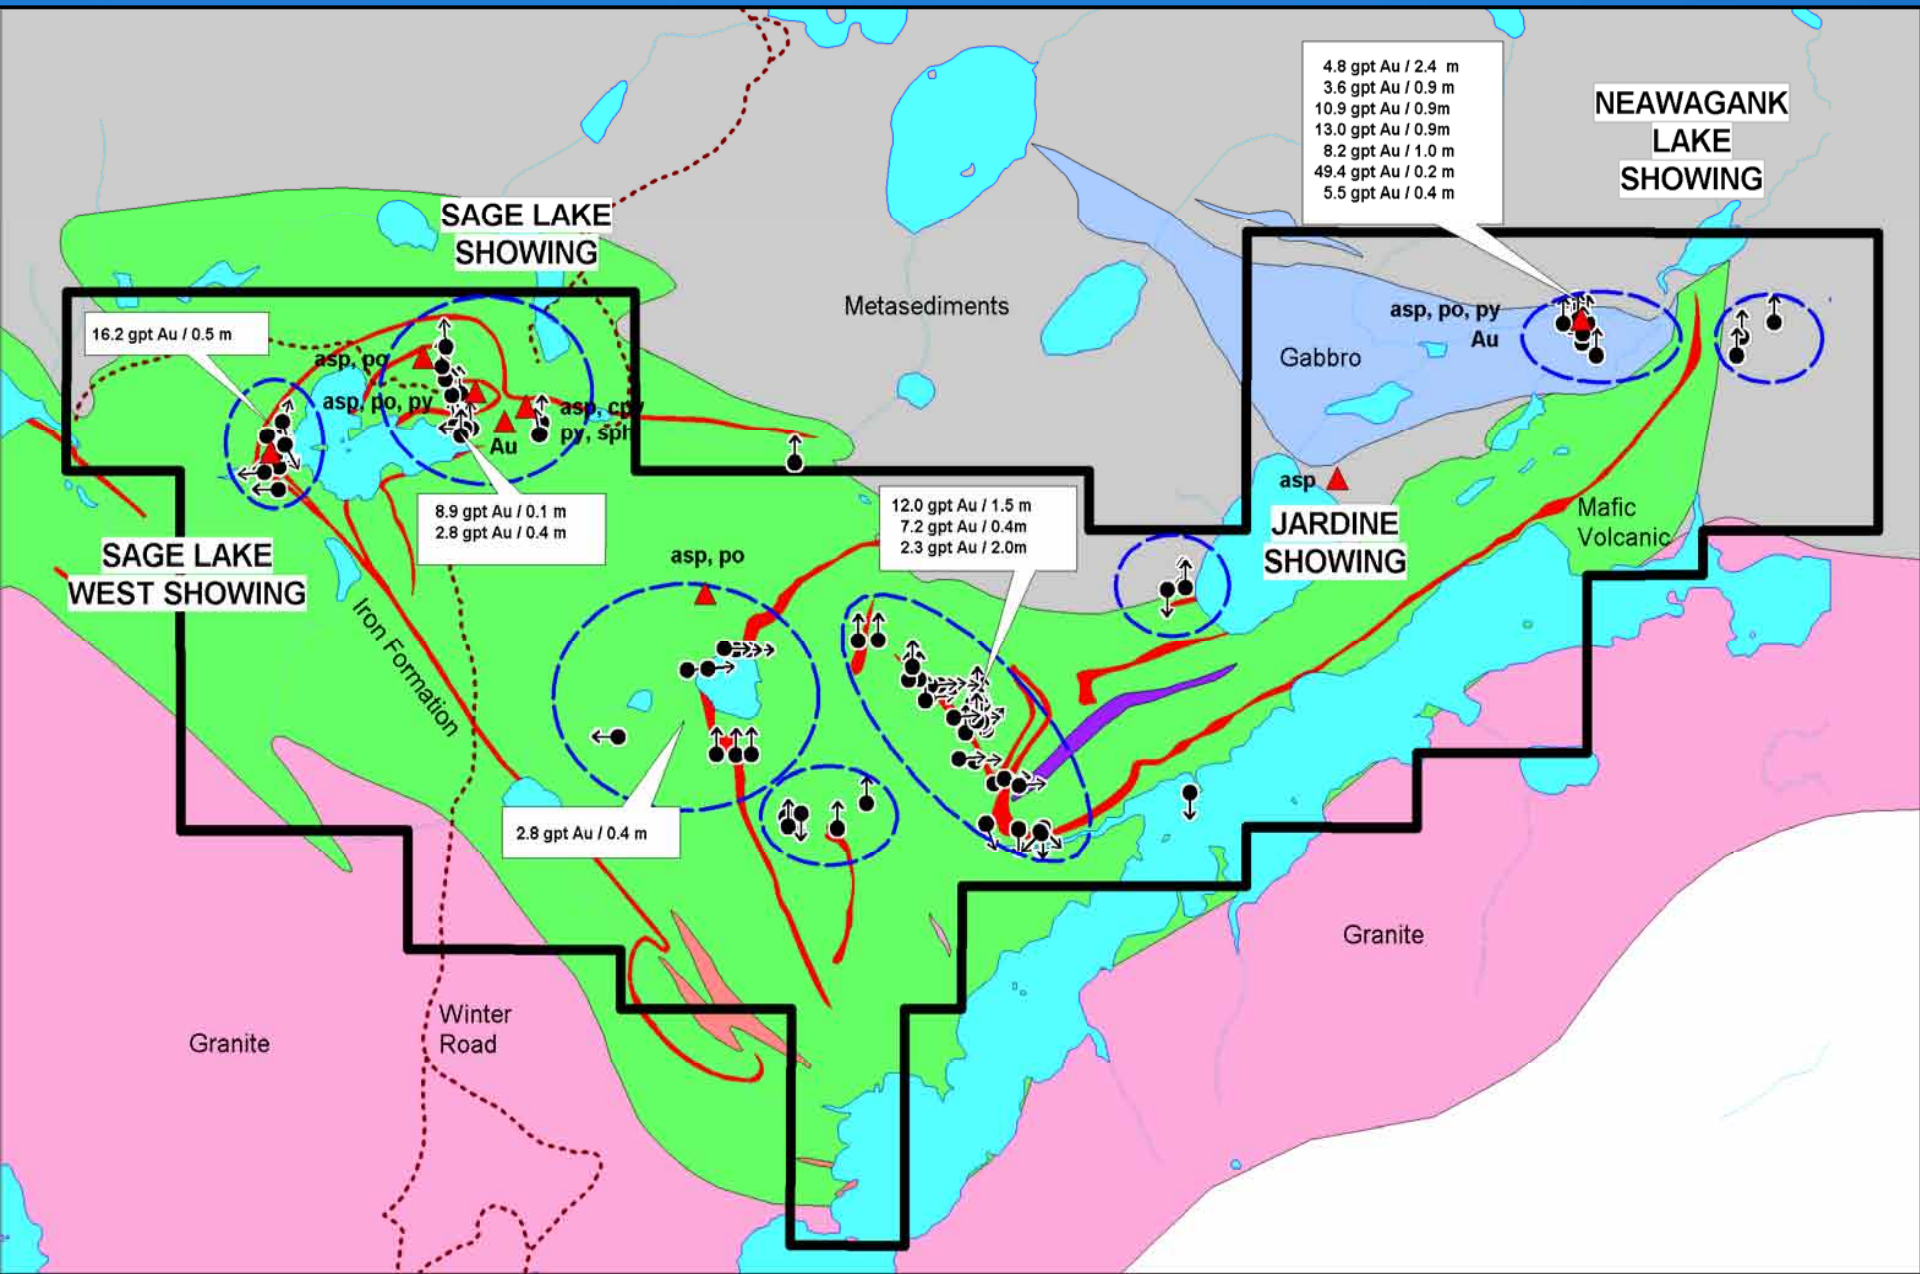 4.8 gpt Au / 2.4 m
3.6 gpt Au / 0.9 m
10.9 gpt Au / 0.9m
13.0 gpt Au / 0.9m
8.2 gpt Au / 1.0 m
49.4 gpt Au / 0.2 m
5.5 gpt Au / 0.4 m
NEAWAGANK
LAKE
SHOWING
SAGE LAKE
SHOWING
Metasediments
asp, po, py
Au
Gabbro
16.2 gpt Au / 0.5 m
asp, po
asp, po, py
asp, cpy
py, sph
Au
asp
JARDINE
SHOWING
Mafic
Volcanic
8.9 gpt Au / 0.1 m
2.8 gpt Au / 0.4 m
12.0 gpt Au / 1.5 m
7.2 gpt Au / 0.4m
2.3 gpt Au / 2.0m
SAGE LAKE
WEST SHOWING
asp, po
Iron Formation
2.8 gpt Au / 0.4 m
Granite
Winter
Road
Granite